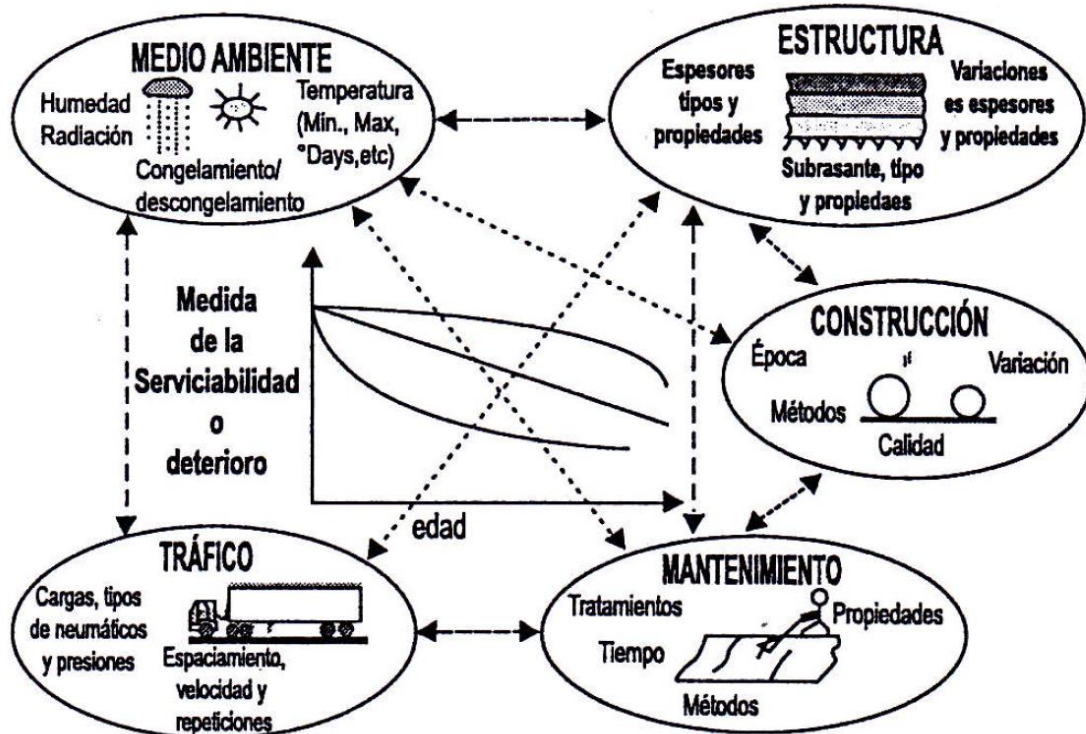 MEDIO AMBIENTE
Humedad
Radiación
Temperatura
(Min., Max,
°Days,etc)
Congelamiento/
descongelamiento
ESTRUCTURA
Espesores
tipos y
propiedades
Variaciones
es espesores
y propiedades
Subrasante, tipo
y propiedaes
Medida
de la
Serviciabilidad
o
deterioro
edad
CONSTRUCCIÓN
Época
Variación
Métodos
Calidad
TRÁFICO
Cargas, tipos
de neumáticos
y presiones
Espaciamiento,
velocidad y
repeticiones
MANTENIMIENTO
Tratamientos
Propiedades
Tiempo
Métodos